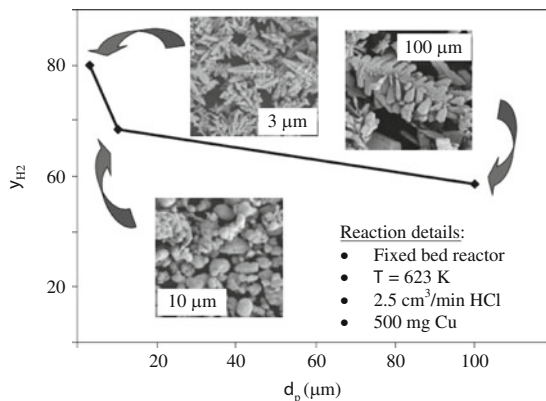 80
60
20
y_H2
3 μm
100 μm
10 μm
Reaction details:
• Fixed bed reactor
• T = 623 K
• 2.5 cm³/min HCl
• 500 mg Cu
20
40
60
80
100
d_p (μm)